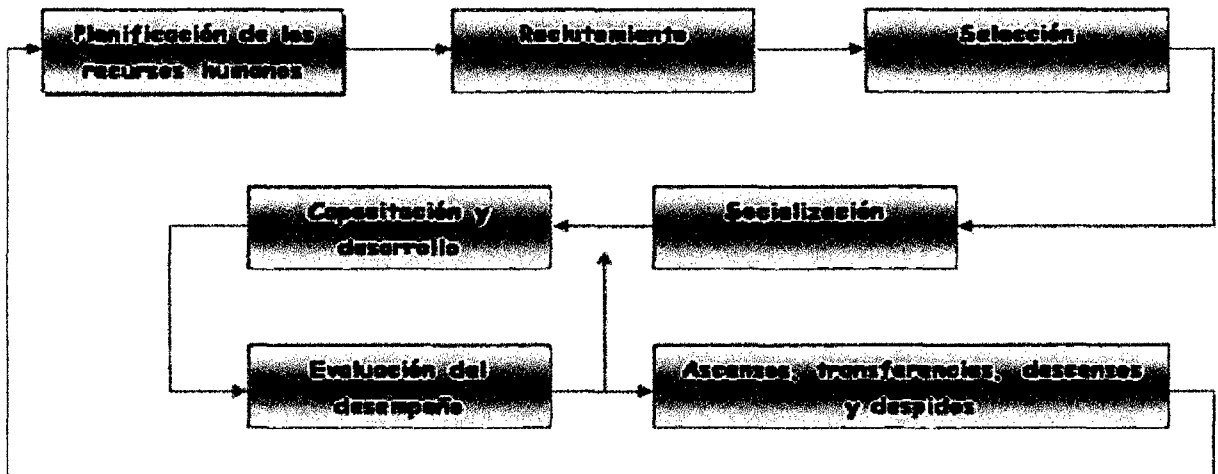 Planificación de los
recursos humanos
Reclutamiento
Selección
Capacitación y
desarrollo
Socialización
Evaluación del
desempeño
Ascensos, transferencias, descensos
y despidos